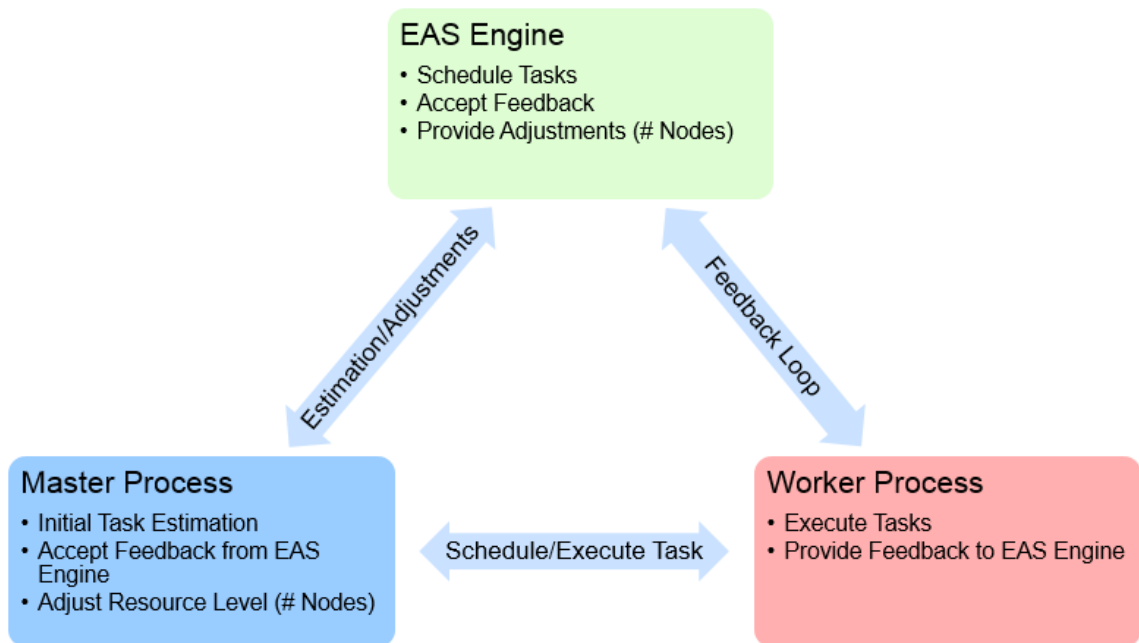 EAS Engine
• Schedule Tasks
• Accept Feedback
• Provide Adjustments (# Nodes)
Estimation/Adjustments
Feedback Loop
Master Process
• Initial Task Estimation
• Accept Feedback from EAS
Engine
• Adjust Resource Level (# Nodes)
Schedule/Execute Task
Worker Process
• Execute Tasks
• Provide Feedback to EAS Engine